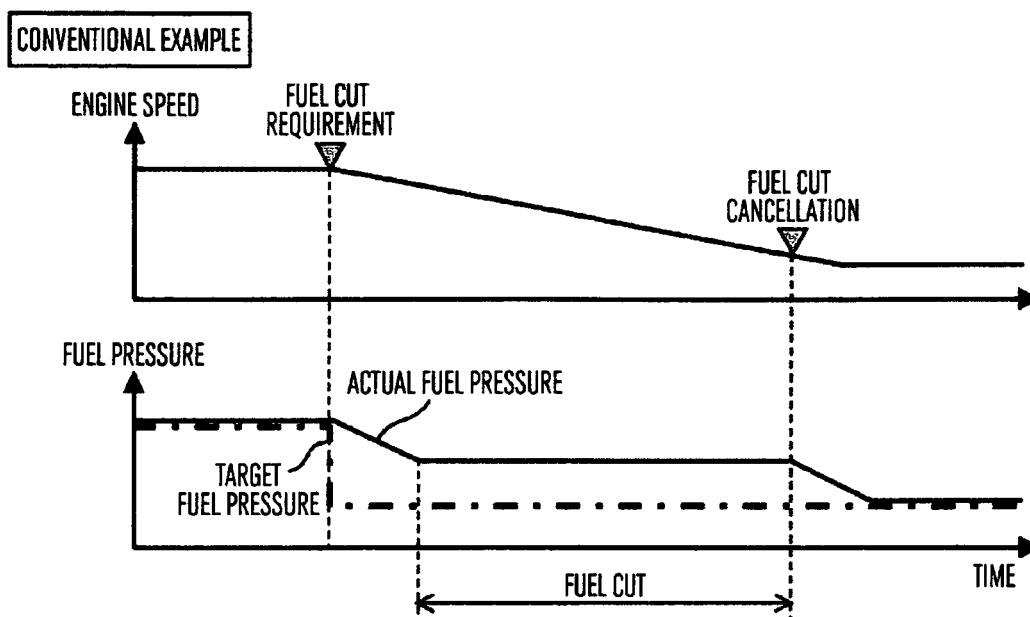 CONVENTIONAL EXAMPLE
ENGINE SPEED
FUEL CUT
REQUIREMENT
FUEL CUT
CANCELLATION
FUEL PRESSURE
ACTUAL FUEL PRESSURE
TARGET
FUEL PRESSURE
TIME
FUEL CUT